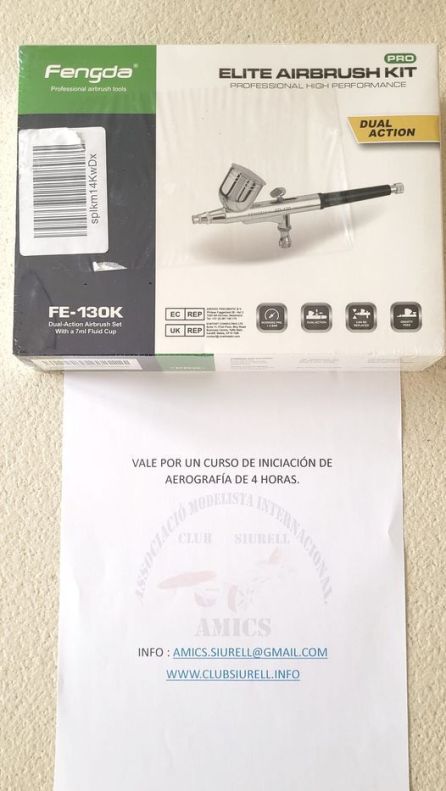 Fengda®
Professional airbrush tools
PRO
ELITE AIRBRUSH KIT
PROFESSIONAL HIGH PERFORMANCE
DUAL
ACTION
splkm14KwDx
FE-130K
Dual-Action Airbrush Set
With a 7ml Fluid Cup
EC REP
UK REP
VALE POR UN CURSO DE INICIACIÓN DE
AEROGRAFÍA DE 4 HORAS.
ASSOCIACIÓ MODELISTA INTERNACIONAL
CLUB SIURELL
AMICS
INFO : AMICS.SIURELL@GMAIL.COM
WWW.CLUBSIURELL.INFO